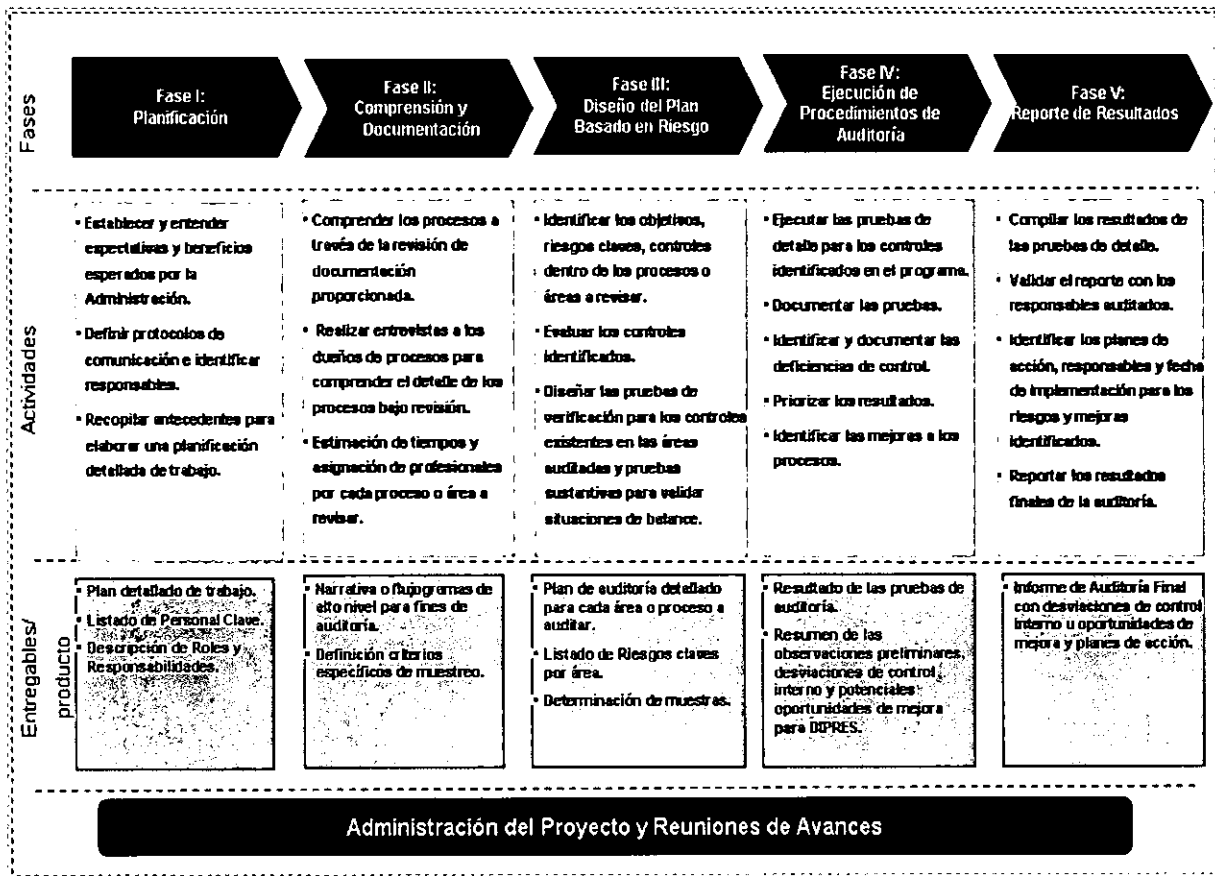 Fases
Fase I:
Planificación
Fase II:
Comprensión y
Documentación
Fase III:
Diseño del Plan
Basado en Riesgo
Fase IV:
Ejecución de
Procedimientos de
Auditoría
Fase V:
Reporte de Resultados
Actividades
• Establecer y entender
expectativas y beneficios
esperados por la
Administración.
• Definir protocolos de
comunicación e identificar
responsables.
• Recopilar antecedentes para
elaborar una planificación
detallada de trabajo.
• Comprender los procesos a
través de la revisión de
documentación
proporcionada.
• Realizar entrevistas a los
dueños de procesos para
comprender el detalle de los
procesos bajo revisión.
• Estimación de tiempos y
asignación de profesionales
por cada proceso o área a
revisar.
• Identificar los objetivos,
riesgos claves, controles
dentro de los procesos o
áreas a revisar.
• Evaluar los controles
identificados.
• Diseñar las pruebas de
verificación para los controles
existentes en las áreas
auditadas y pruebas
sustantivas para validar
situaciones de balance.
• Ejecutar las pruebas de
detalle para los controles
identificados en el programa.
• Documentar las pruebas.
• Identificar y documentar las
deficiencias de control.
• Priorizar los resultados.
• Identificar las mejoras a los
procesos.
• Compilar los resultados de
las pruebas de detalle.
• Validar el reporte con los
responsables auditados.
• Identificar los planes de
acción, responsables y fecha
de implementación para los
riesgos y mejoras
identificados.
• Reportar los resultados
finales de la auditoría.
Entregables/
producto
• Plan detallado de trabajo.
• Listado de Personal Clave.
• Descripción de Roles y
Responsabilidades.
• Narrativa o flujogramas de
alto nivel para fines de
auditoría.
• Definición criterios
específicos de muestreo.
• Plan de auditoría detallado
para cada área o proceso a
auditar.
• Listado de Riesgos claves
por área.
• Determinación de muestras.
• Resultado de las pruebas de
auditoría.
• Resumen de las
observaciones preliminares,
desviaciones de control
interno y potenciales
oportunidades de mejora
para DIPRES.
• Informe de Auditoría Final
con desviaciones de control
interno u oportunidades de
mejora y planes de acción.
Administración del Proyecto y Reuniones de Avances